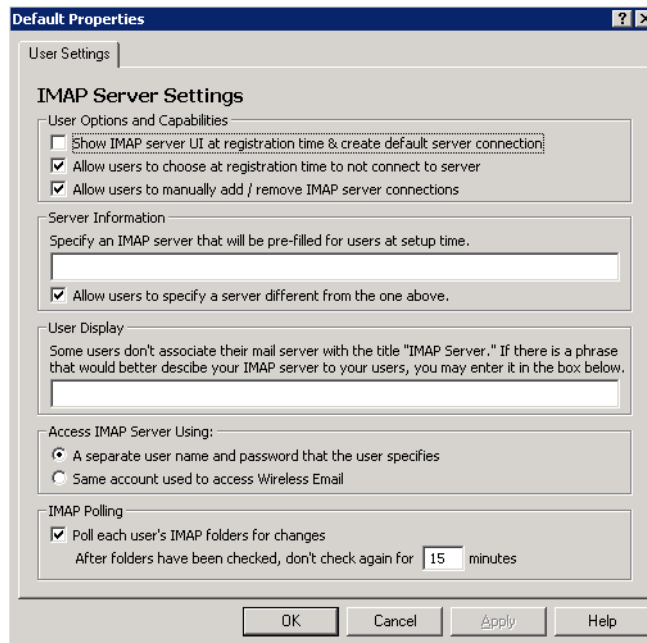 Default Properties
User Settings
IMAP Server Settings
User Options and Capabilities
Show IMAP server UI at registration time & create default server connection
Allow users to choose at registration time to not connect to server
Allow users to manually add / remove IMAP server connections
Server Information
Specify an IMAP server that will be pre-filled for users at setup time.
Allow users to specify a server different from the one above.
User Display
Some users don't associate their mail server with the title "IMAP Server." If there is a phrase
that would better descibe your IMAP server to your users, you may enter it in the box below.
Access IMAP Server Using:
A separate user name and password that the user specifies
Same account used to access Wireless Email
IMAP Polling
Poll each user's IMAP folders for changes
After folders have been checked, don't check again for 15 minutes
OK Cancel Apply Help